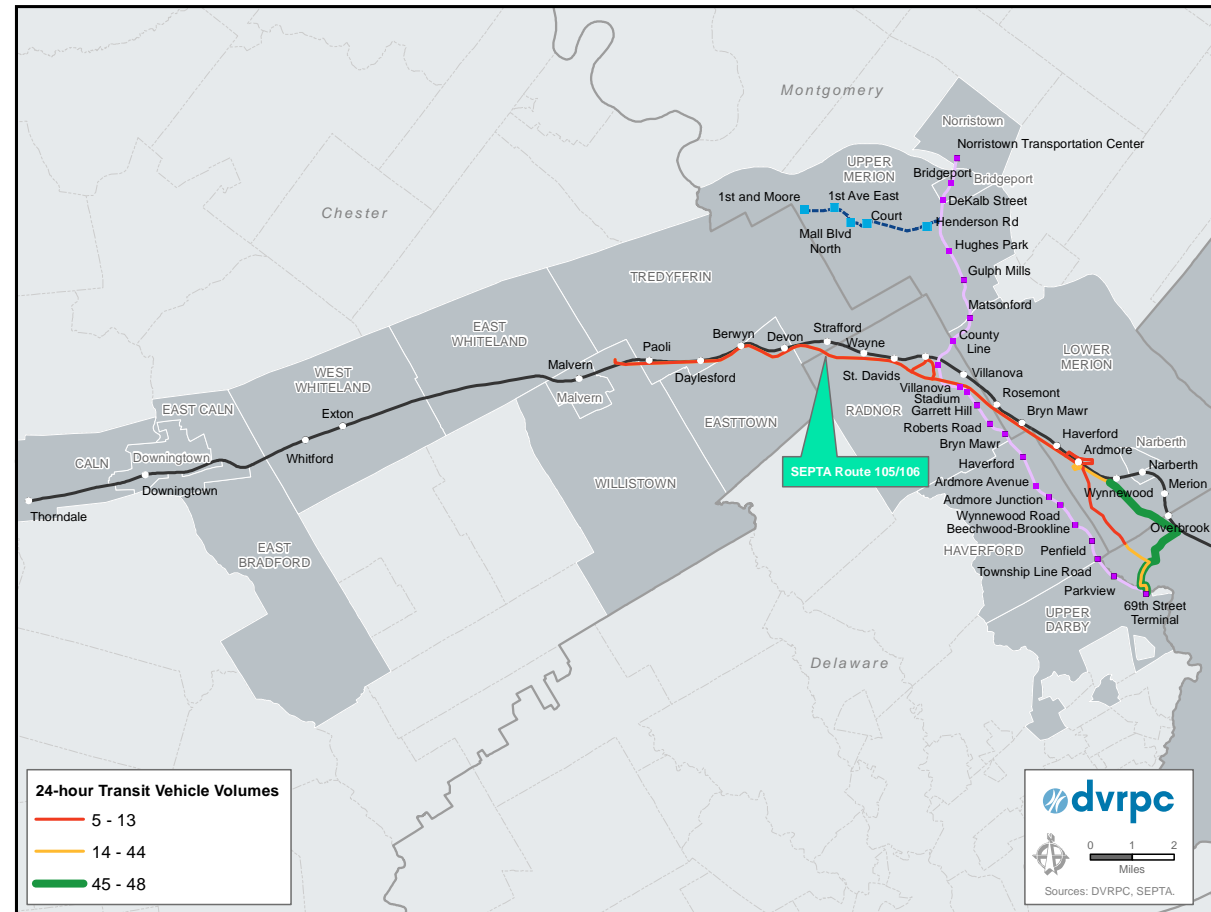 Montgomery
Norristown
Norristown Transportation Center
UPPER
MERION
Bridgeport
Bridgeport
1st and Moore
1st Ave East
DeKalb Street
Chester
Court
Henderson Rd
Mall Blvd
North
Hughes Park
TREDYFFRIN
Gulph Mills
Matsonford
EAST
WHITELAND
Berwyn
Devon
Strafford
Wayne
County
Line
LOWER
MERION
Paoli
Malvern
WEST
WHITELAND
Daylesford
St. Davids
Villanova
Malvern
Villanova
Stadium
Rosemont
EAST CALN
Exton
EASTTOWN
RADNOR
Garrett Hill
Bryn Mawr
Roberts Road
Haverford
Narberth
Downingtown
Bryn Mawr
Ardmore
CALN
Whitford
SEPTA Route 105/106
Haverford
Narberth
Downingtown
WILLISTOWN
Ardmore Avenue
Wynnewood
Merion
Thorndale
Ardmore Junction
Wynnewood Road
Beechwood-Brookline
Overbrook
EAST
BRADFORD
HAVERFORD
Penfield
Township Line Road
Parkview
69th Street
Terminal
UPPER
DARBY
Delaware
24-hour Transit Vehicle Volumes
5 - 13
14 - 44
45 - 48
dvrpc
0 1 2
Miles
Sources: DVRPC, SEPTA.